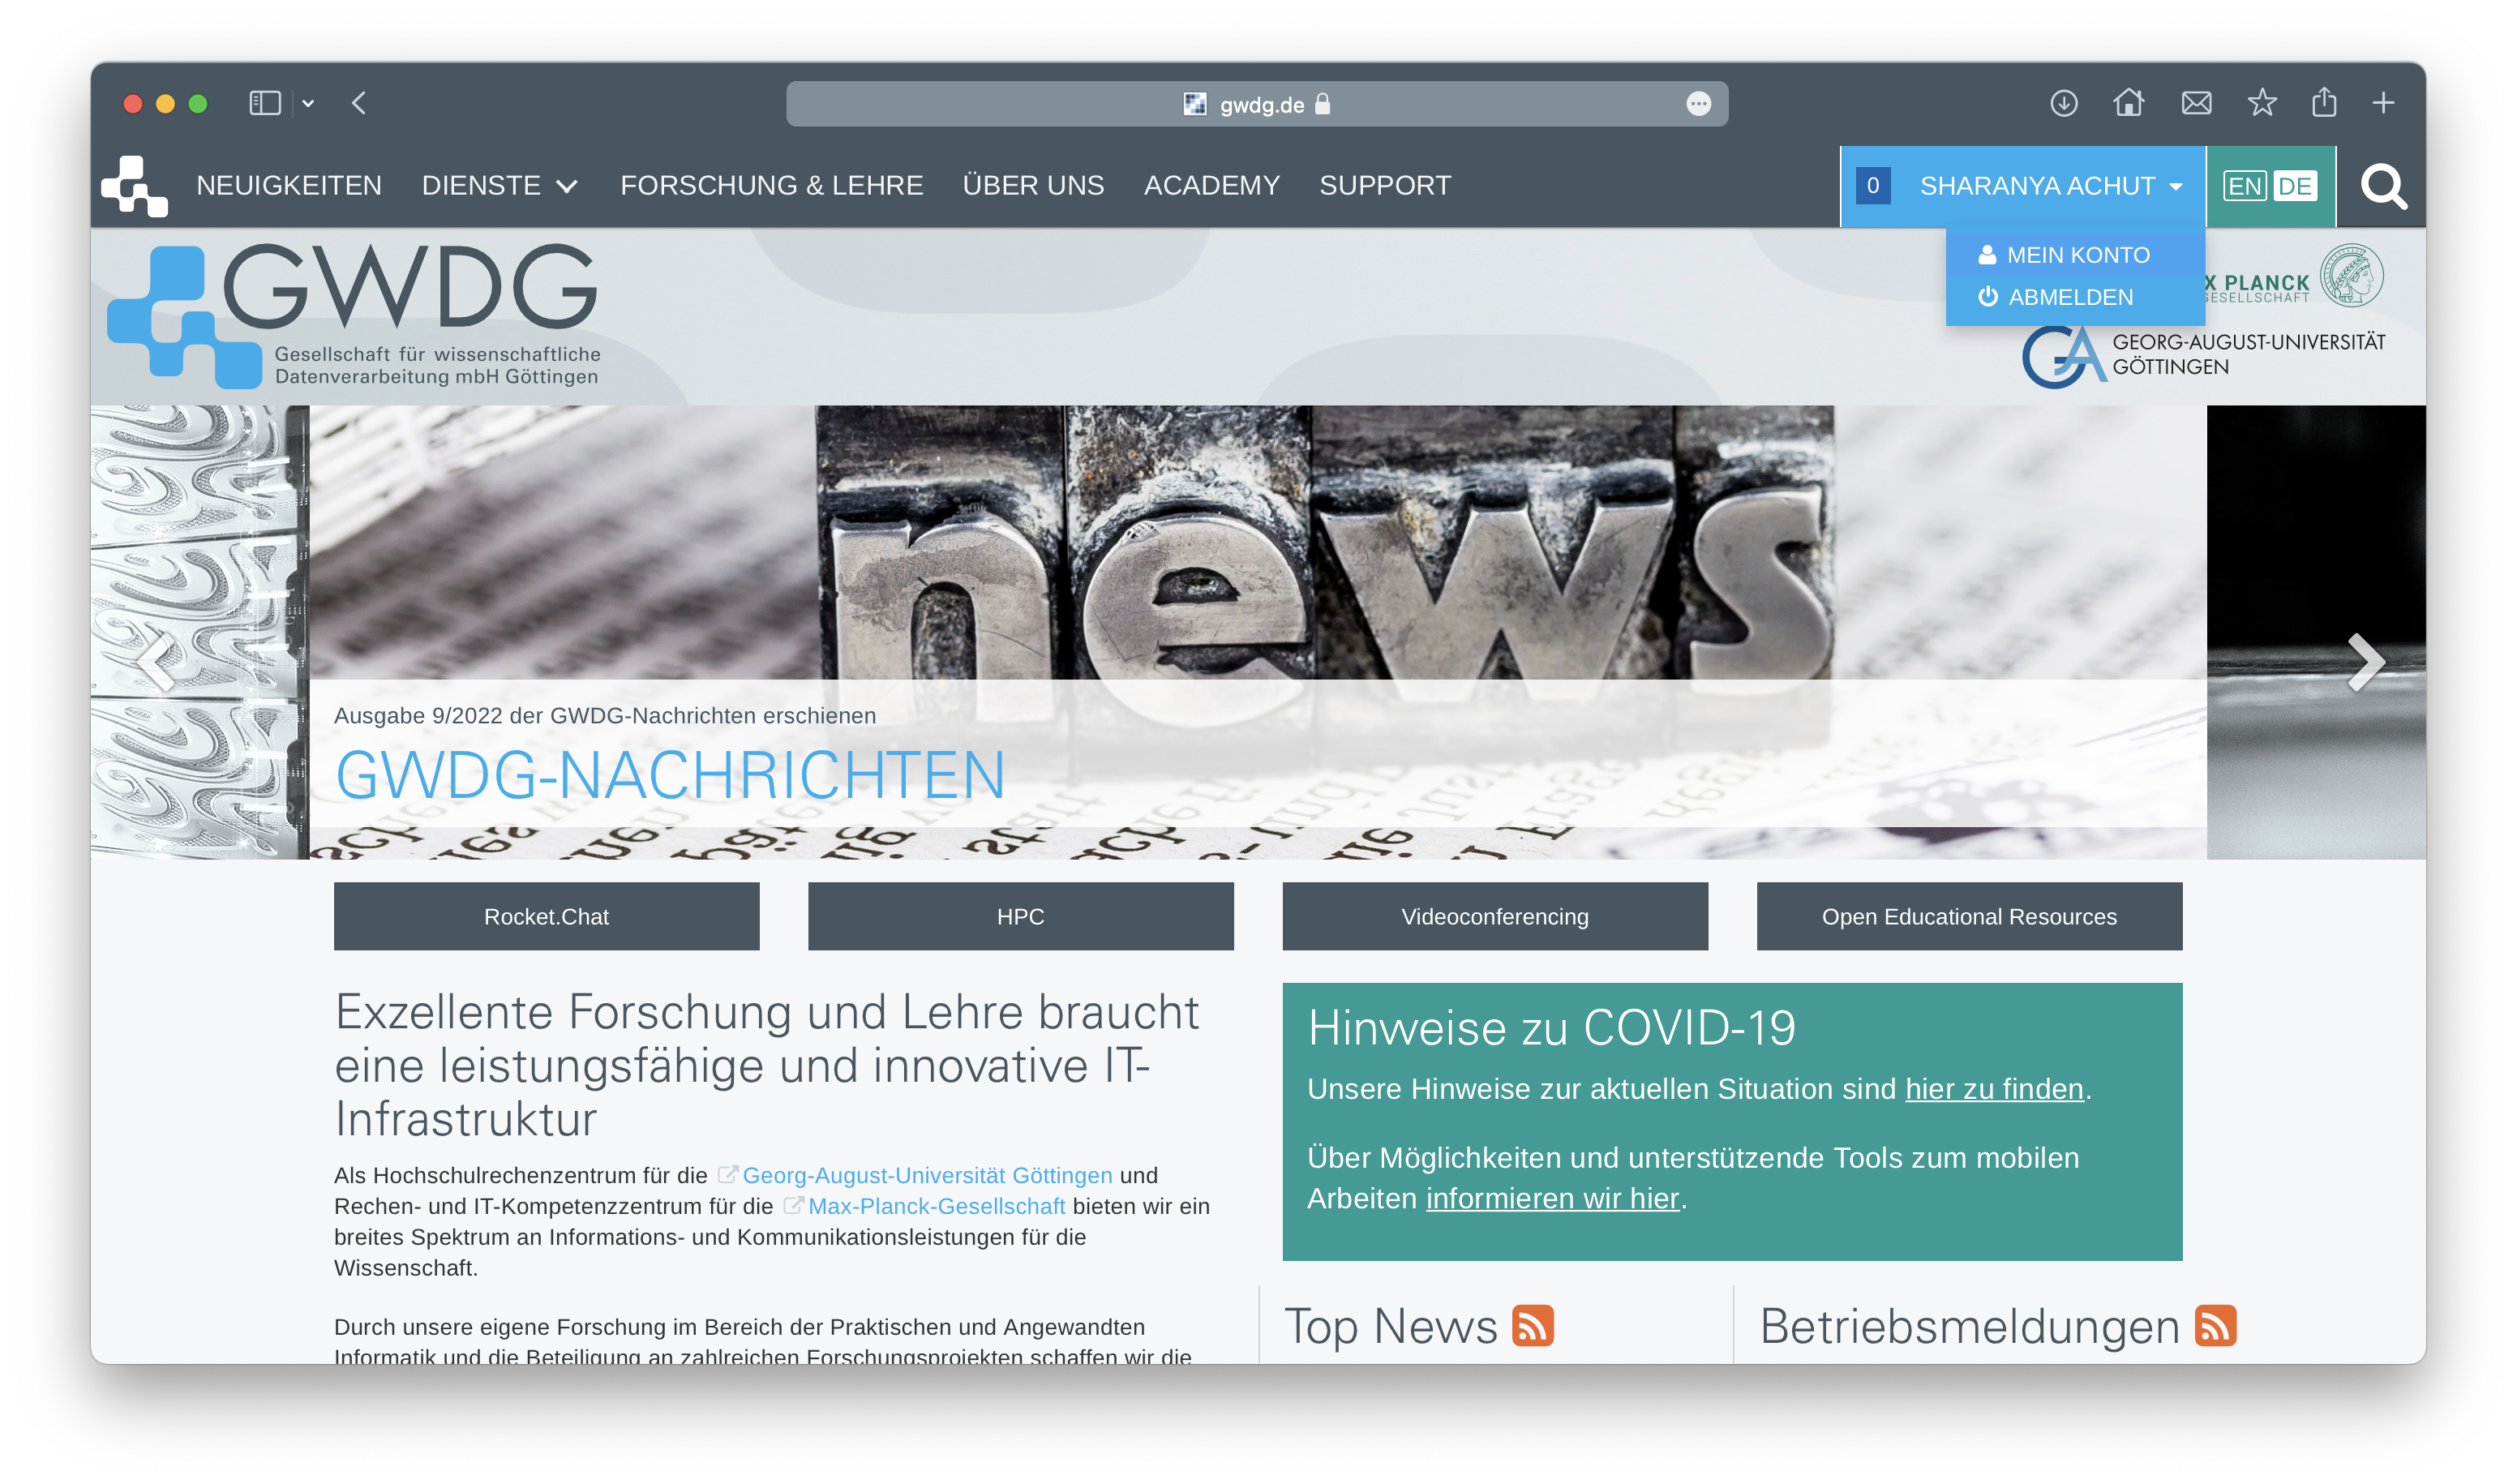 gwdg.de
NEUIGKEITEN DIENSTE FORSCHUNG & LEHRE ÜBER UNS ACADEMY SUPPORT
0 SHARANYA ACHUT EN DE
MEIN KONTO
ABMELDEN
GWDG
Gesellschaft für wissenschaftliche
Datenverarbeitung mbH Göttingen
X PLANCK
GESELLSCHAFT
GEORG-AUGUST-UNIVERSITÄT
GÖTTINGEN
news
Ausgabe 9/2022 der GWDG-Nachrichten erschienen
GWDG-NACHRICHTEN
Rocket.Chat
HPC
Videoconferencing
Open Educational Resources
Exzellente Forschung und Lehre braucht
eine leistungsfähige und innovative IT-
Infrastruktur
Als Hochschulrechenzentrum für die Georg-August-Universität Göttingen und
Rechen- und IT-Kompetenzzentrum für die Max-Planck-Gesellschaft bieten wir ein
breites Spektrum an Informations- und Kommunikationsleistungen für die
Wissenschaft.
Durch unsere eigene Forschung im Bereich der Praktischen und Angewandten
Informatik und die Beteiligung an zahlreichen Forschungsprojekten schaffen wir die
Hinweise zu COVID-19
Unsere Hinweise zur aktuellen Situation sind hier zu finden.
Über Möglichkeiten und unterstützende Tools zum mobilen
Arbeiten informieren wir hier.
Top News
Betriebsmeldungen